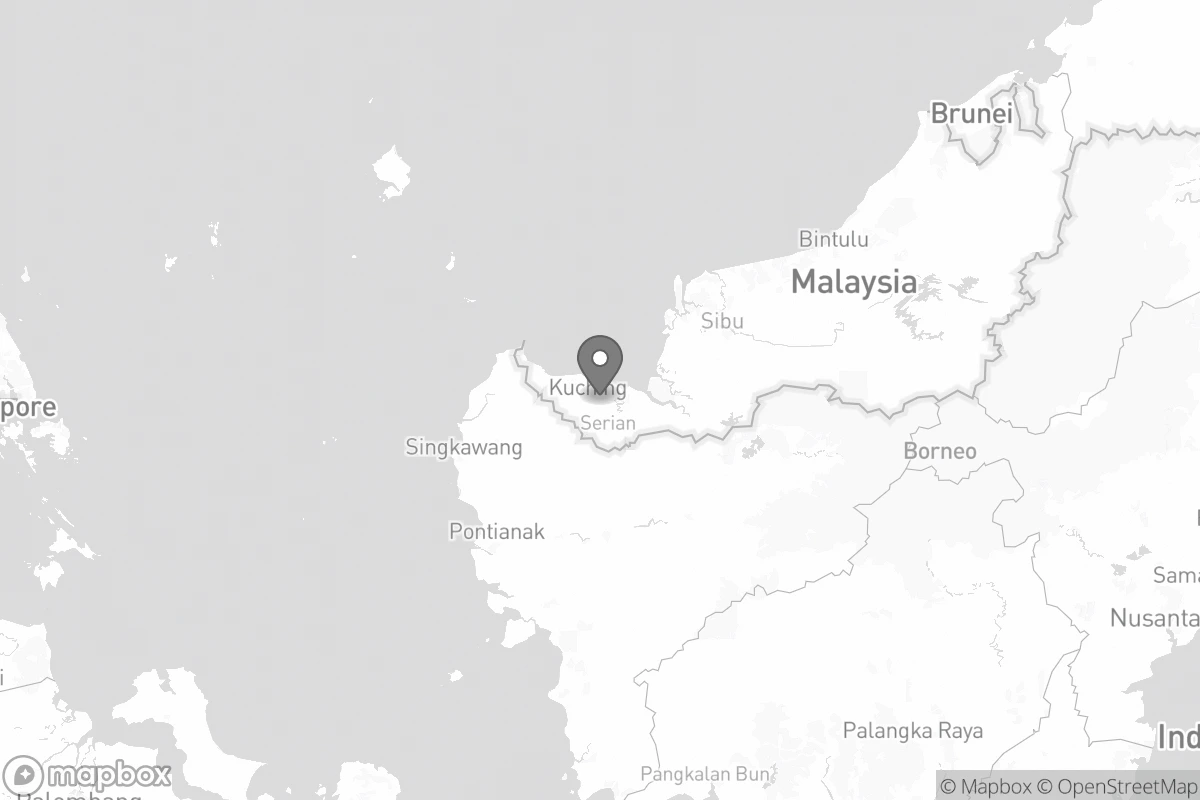 Brunei
Bintulu
Malaysia
Sibu
Kuching
pore
Serian
Singkawang
Borneo
Pontianak
Sama
Nusanta
i
Palangka Raya
Ind
Pangkalan Bun
mapbox
© Mapbox © OpenStreetMap
Palembang